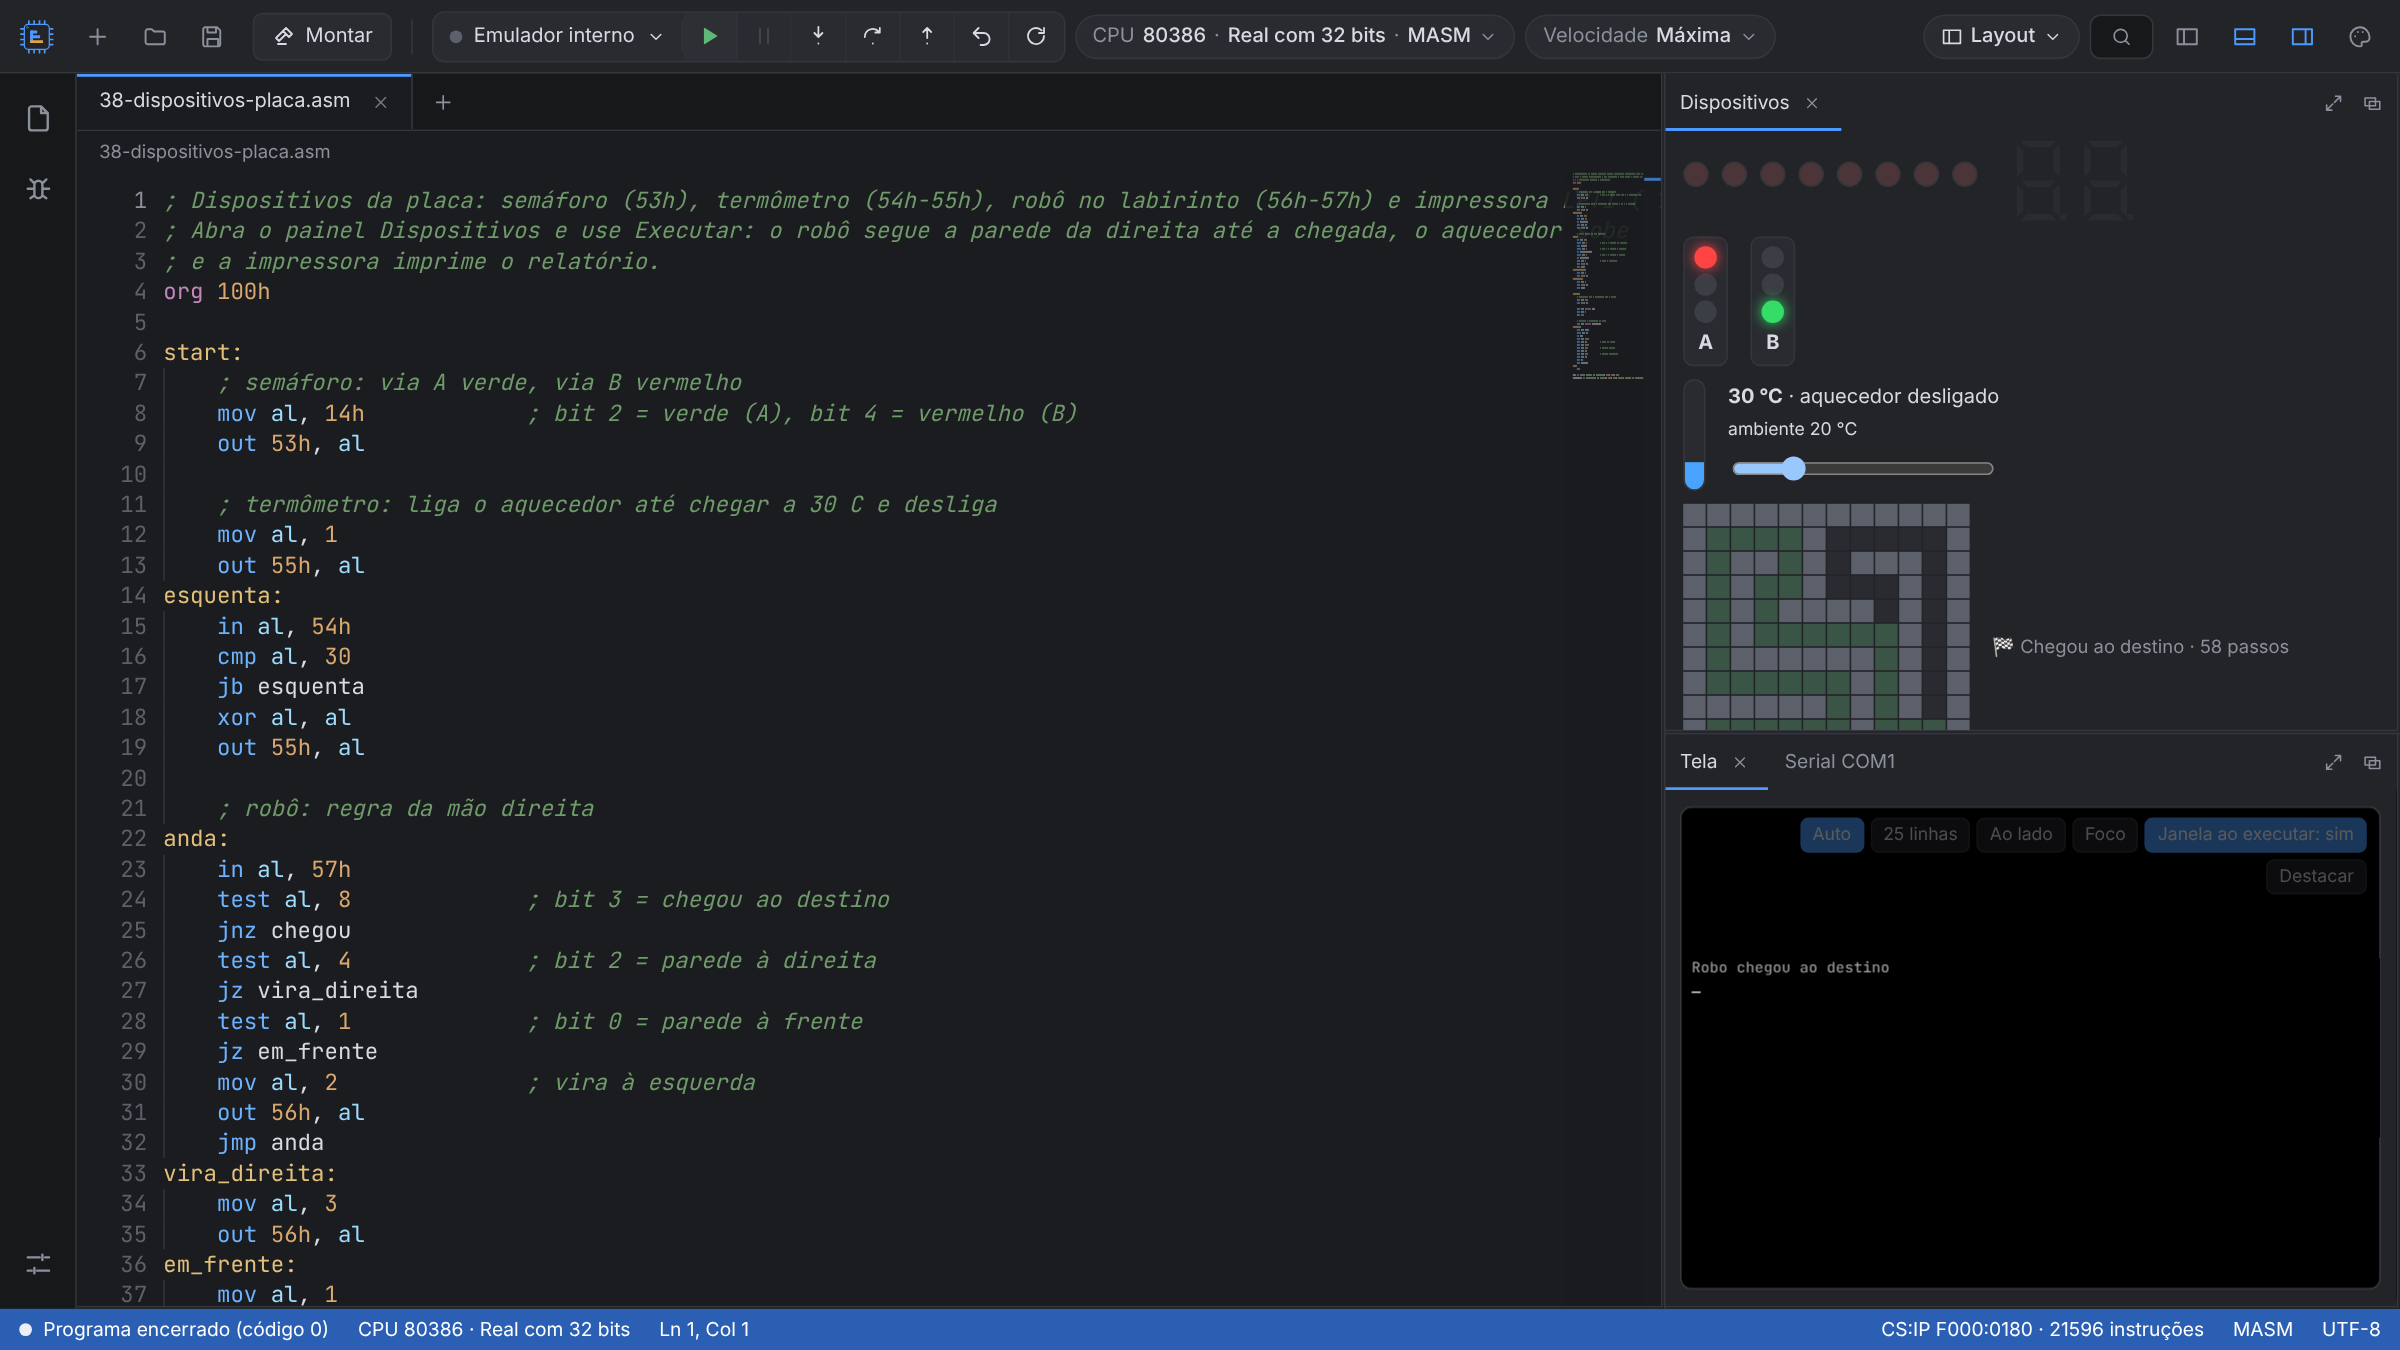 Montar
Emulador interno
CPU 80386 · Real com 32 bits · MASM
Velocidade Máxima
Layout
38-dispositivos-placa.asm
38-dispositivos-placa.asm
1 ; Dispositivos da placa: semáforo (53h), termômetro (54h-55h), robô no labirinto (56h-57h) e impressora
2 ; Abra o painel Dispositivos e use Executar: o robô segue a parede da direita até a chegada, o aquecedor
3 ; e a impressora imprime o relatório.
4 org 100h
5
6 start:
7 ; semáforo: via A verde, via B vermelho
8 mov al, 14h ; bit 2 = verde (A), bit 4 = vermelho (B)
9 out 53h, al
10
11 ; termômetro: liga o aquecedor até chegar a 30 C e desliga
12 mov al, 1
13 out 55h, al
14 esquenta:
15 in al, 54h
16 cmp al, 30
17 jb esquenta
18 xor al, al
19 out 55h, al
20
21 ; robô: regra da mão direita
22 anda:
23 in al, 57h
24 test al, 8 ; bit 3 = chegou ao destino
25 jnz chegou
26 test al, 4 ; bit 2 = parede à direita
27 jz vira_direita
28 test al, 1 ; bit 0 = parede à frente
29 jz em_frente
30 mov al, 2 ; vira à esquerda
31 out 56h, al
32 jmp anda
33 vira_direita:
34 mov al, 3
35 out 56h, al
36 em_frente:
37 mov al, 1
Dispositivos
A B
30 °C · aquecedor desligado
ambiente 20 °C
Chegou ao destino · 58 passos
Tela
Serial COM1
Auto
25 linhas
Ao lado
Foco
Janela ao executar: sim
Destacar
Robo chegou ao destino
_
Programa encerrado (código 0)
CPU 80386 · Real com 32 bits
Ln 1, Col 1
CS:IP F000:0180 · 21596 instruções
MASM
UTF-8